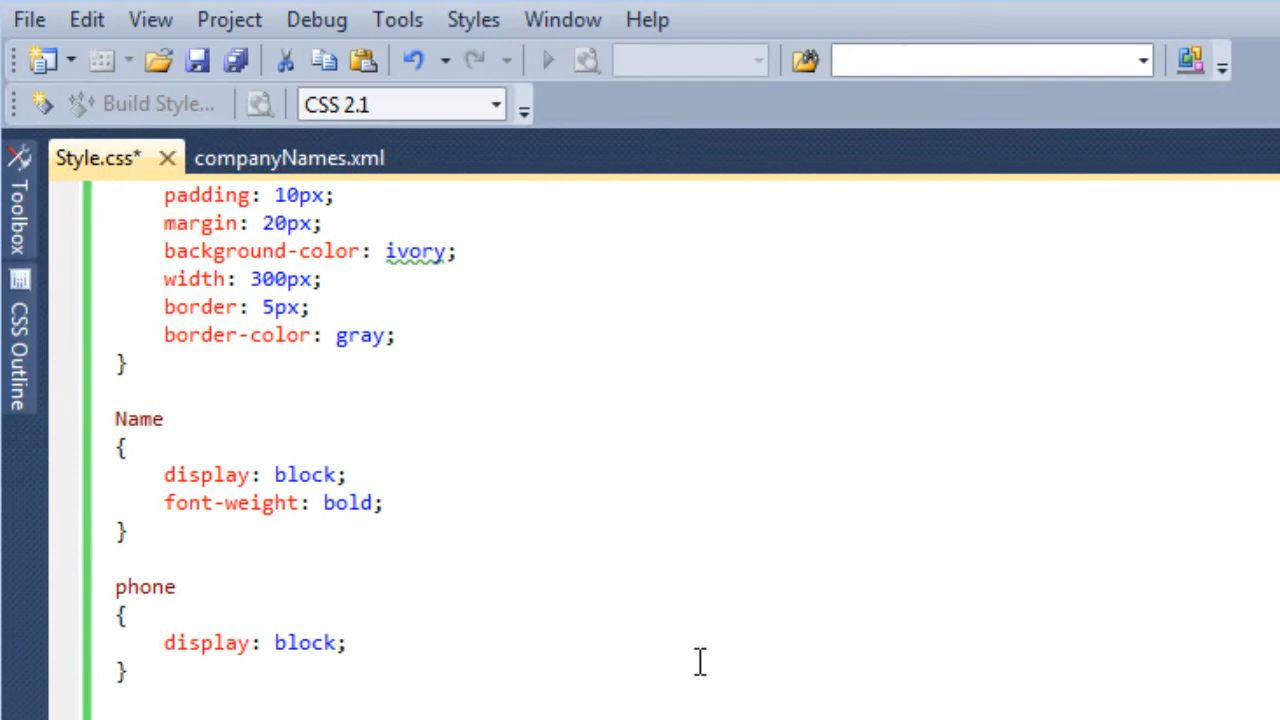 File Edit View Project Debug Tools Styles Window Help
Build Style... CSS 2.1
Style.css* companyNames.xml
Toolbox
CSS Outline
padding: 10px;
margin: 20px;
background-color: ivory;
width: 300px;
border: 5px;
border-color: gray;
}
Name
{
display: block;
font-weight: bold;
}
phone
{
display: block;
}